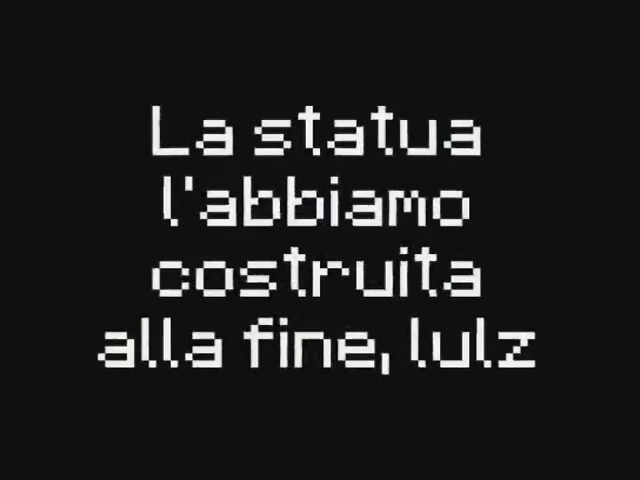 La statua
l'abbiamo
costruita
alla fine, lulz